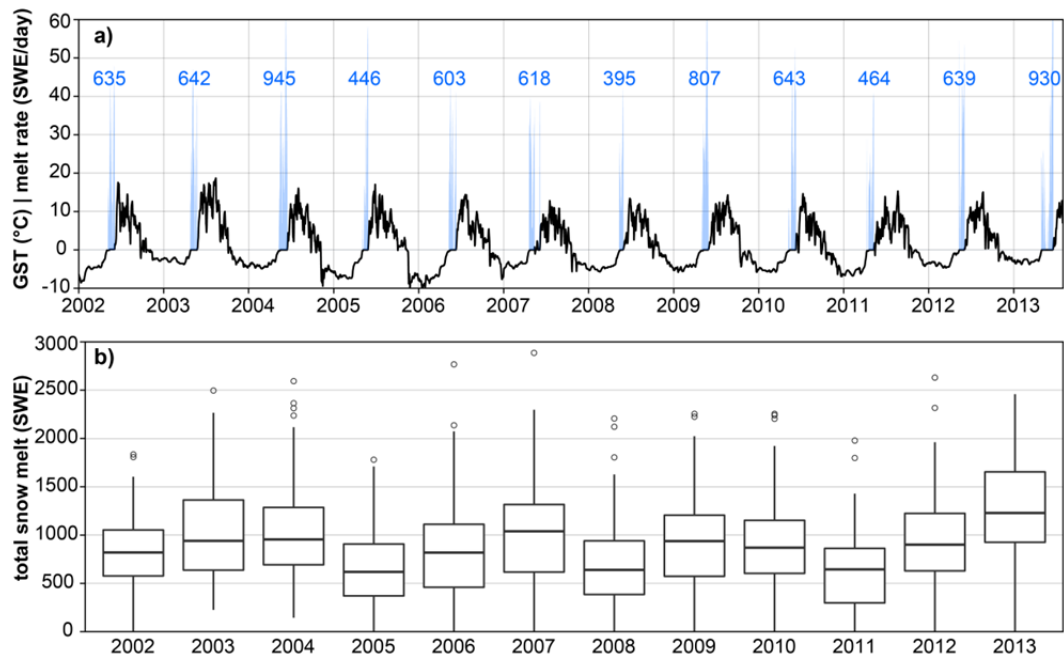 60
a)
50
635 642 945 446 603 618 395 807 643 464 639 930
40
30
20
10
0
-10
GST (°C) | melt rate (SWE/day)
2002 2003 2004 2005 2006 2007 2008 2009 2010 2011 2012 2013
3000
b)
2500
2000
1500
1000
500
0
total snow melt (SWE)
2002 2003 2004 2005 2006 2007 2008 2009 2010 2011 2012 2013